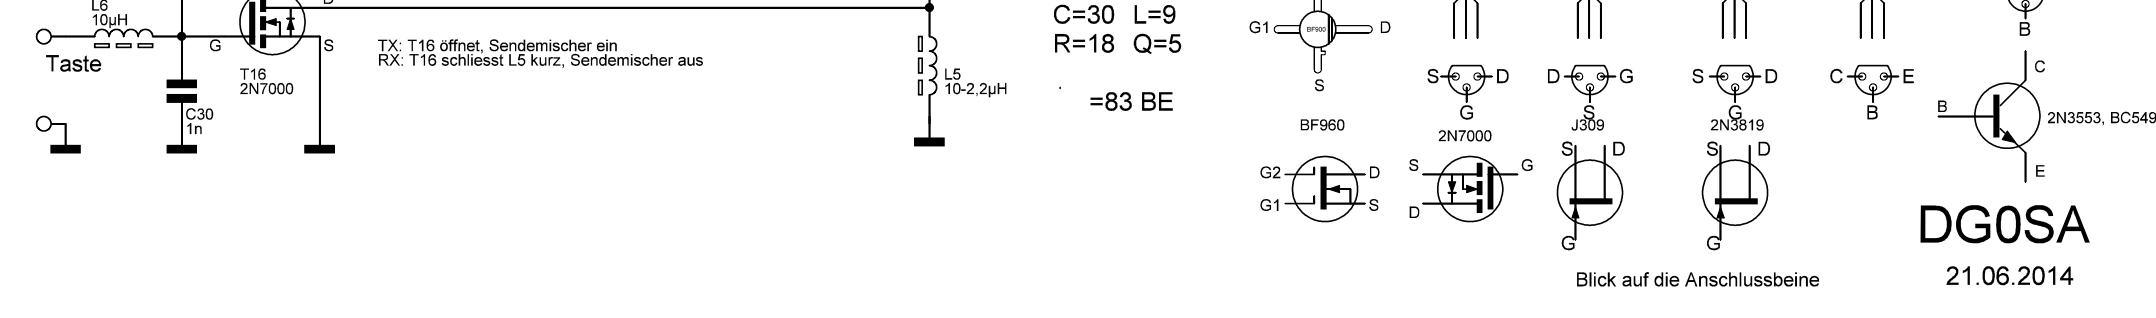 L6
10µH
Taste
G
D
S
T16
2N7000
C30
1n
TX: T16 öffnet, Sendemischer ein
RX: T16 schliesst L5 kurz, Sendemischer aus
L5
10-2,2µH
C=30 L=9
R=18 Q=5
=83 BE
G1
BF900
D
S
BF960
G2
D
G1
S
S
D
G
2N7000
S
G
D
D
G
S
J309
S
D
G
S
D
G
2N3819
S
D
G
C
E
B
B
C
B
2N3553, BC549
E
DG0SA
21.06.2014
Blick auf die Anschlussbeine